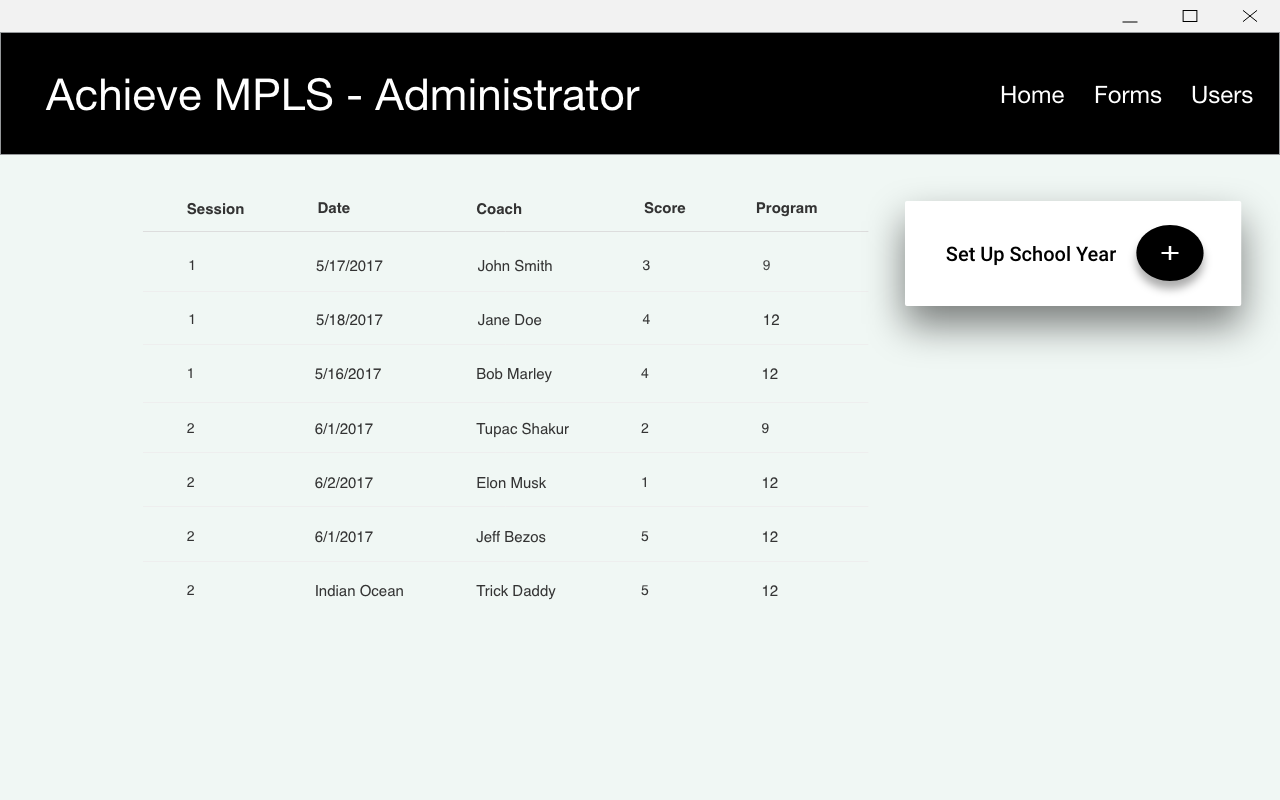 Achieve MPLS - Administrator Home Forms Users
Session Date Coach Score Program
1 5/17/2017 John Smith 3 9
1 5/18/2017 Jane Doe 4 12
1 5/16/2017 Bob Marley 4 12
2 6/1/2017 Tupac Shakur 2 9
2 6/2/2017 Elon Musk 1 12
2 6/1/2017 Jeff Bezos 5 12
2 Indian Ocean Trick Daddy 5 12
Set Up School Year +